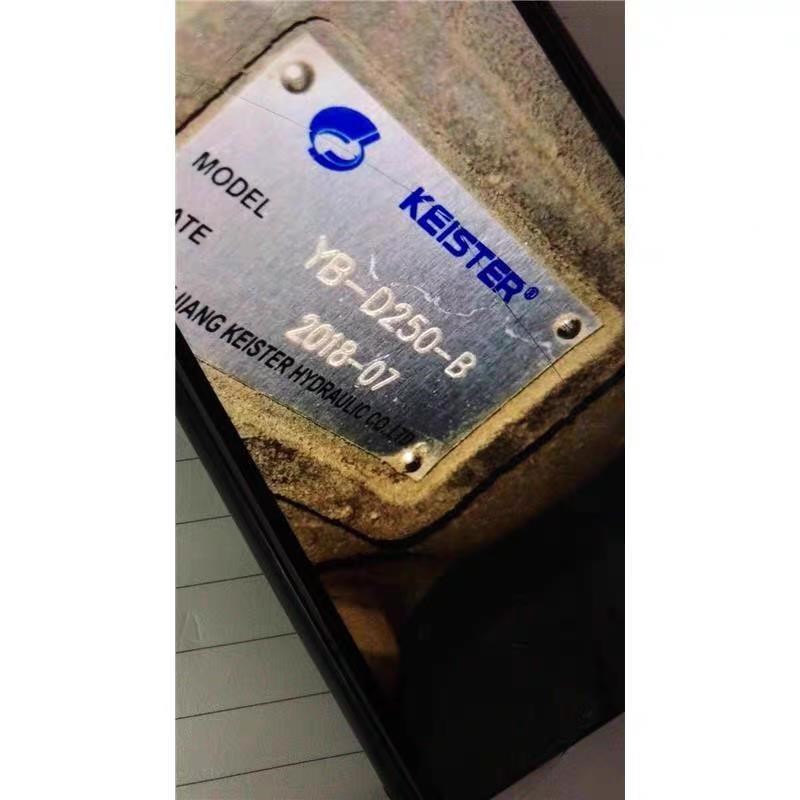 KEISTER®
MODEL YB-D250-B
ATE 2018-07
JIANG KEISTER HYDRAULIC CO.,LTD